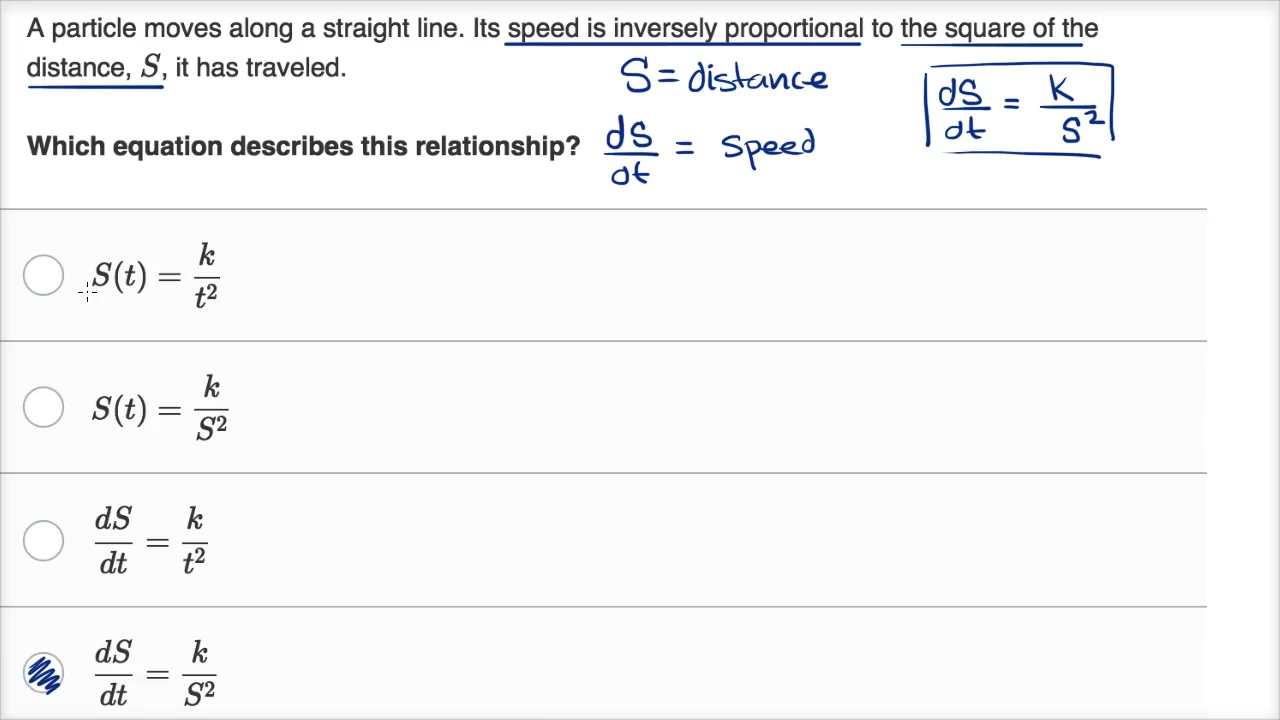 A particle moves along a straight line. Its speed is inversely proportional to the square of the
distance, S, it has traveled.
S = distance
dS/dt = k/S²
Which equation describes this relationship?
dS/dt = Speed
S(t) = k/t²
S(t) = k/S²
dS/dt = k/t²
dS/dt = k/S²